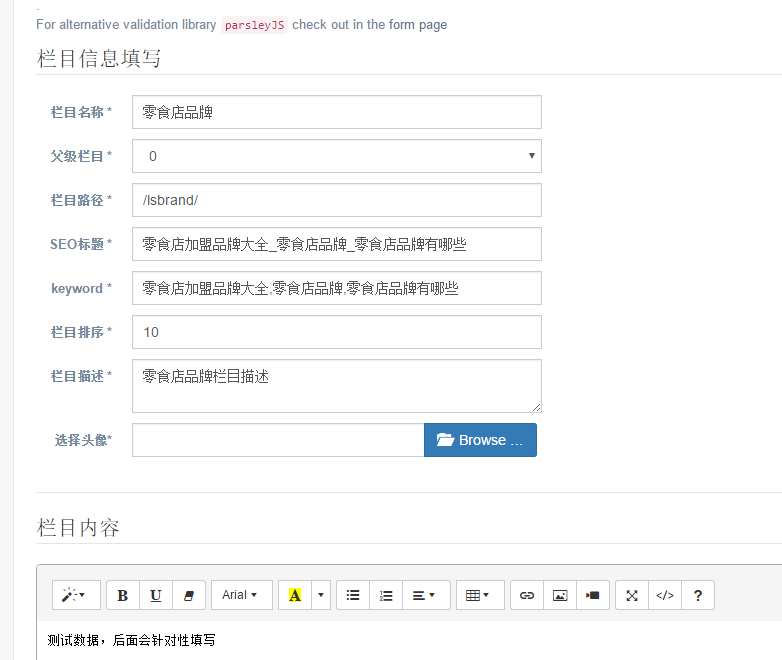 For alternative validation library parsleyJS check out in the form page
栏目信息填写
栏目名称 * 零食店品牌
父级栏目 * 0
栏目路径 * /lsbrand/
SEO标题 * 零食店加盟品牌大全_零食店品牌_零食店品牌有哪些
keyword * 零食店加盟品牌大全,零食店品牌,零食店品牌有哪些
栏目排序 * 10
栏目描述 * 零食店品牌栏目描述
选择头像* Browse ...
栏目内容
B U Arial A </> ?
测试数据，后面会针对性填写